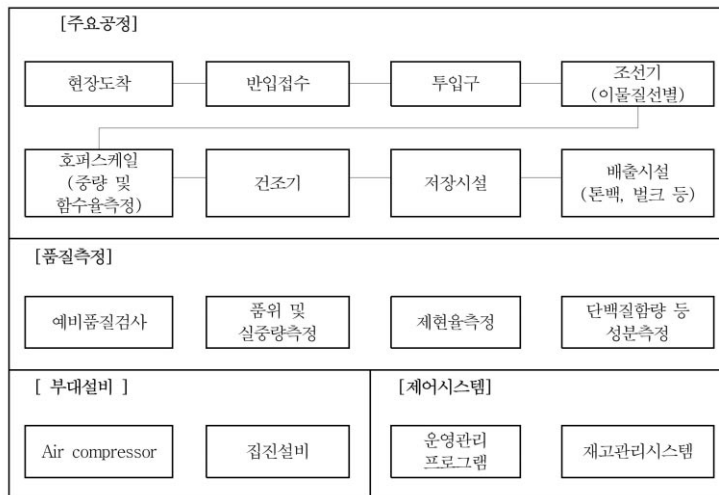 [주요공정]
현장도착
반입접수
투입구
조선기
(이물질선별)
호퍼스케일
(중량 및
함수율측정)
건조기
저장시설
배출시설
(톤백, 벌크 등)
[품질측정]
예비품질검사
품위 및
실중량측정
제현율측정
단백질함량 등
성분측정
[ 부대설비 ]
[제어시스템]
Air compressor
집진설비
운영관리
프로그램
재고관리시스템